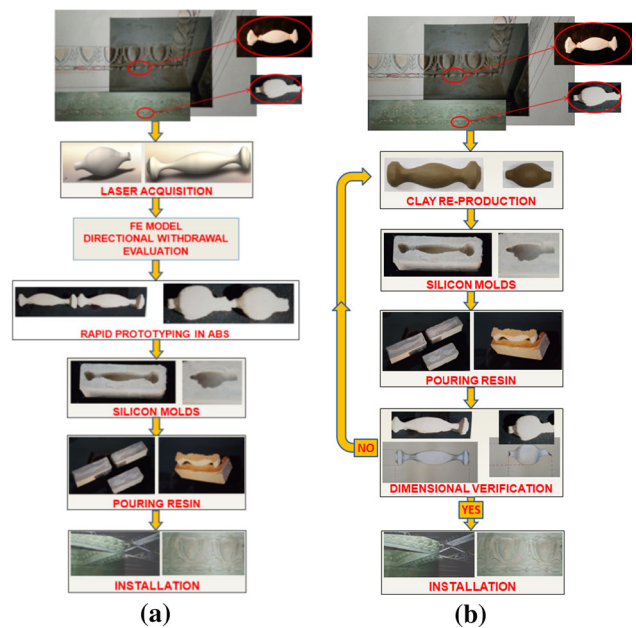 LASER ACQUISITION
FE MODEL
DIRECTIONAL WITHDRAWAL
EVALUATION
RAPID PROTOTYPING IN ABS
SILICON MOLDS
POURING RESIN
INSTALLATION
(a)
CLAY RE-PRODUCTION
SILICON MOLDS
POURING RESIN
NO
DIMENSIONAL VERIFICATION
YES
INSTALLATION
(b)